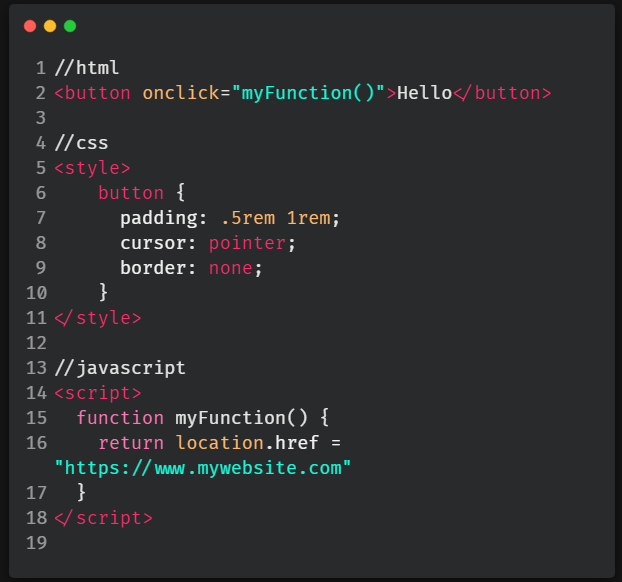 1 //html
2 <button onclick="myFunction()">Hello</button>
3
4 //css
5 <style>
6     button {
7       padding: .5rem 1rem;
8       cursor: pointer;
9       border: none;
10     }
11 </style>
12
13 //javascript
14 <script>
15   function myFunction() {
16     return location.href =
"https://www.mywebsite.com"
17   }
18 </script>
19